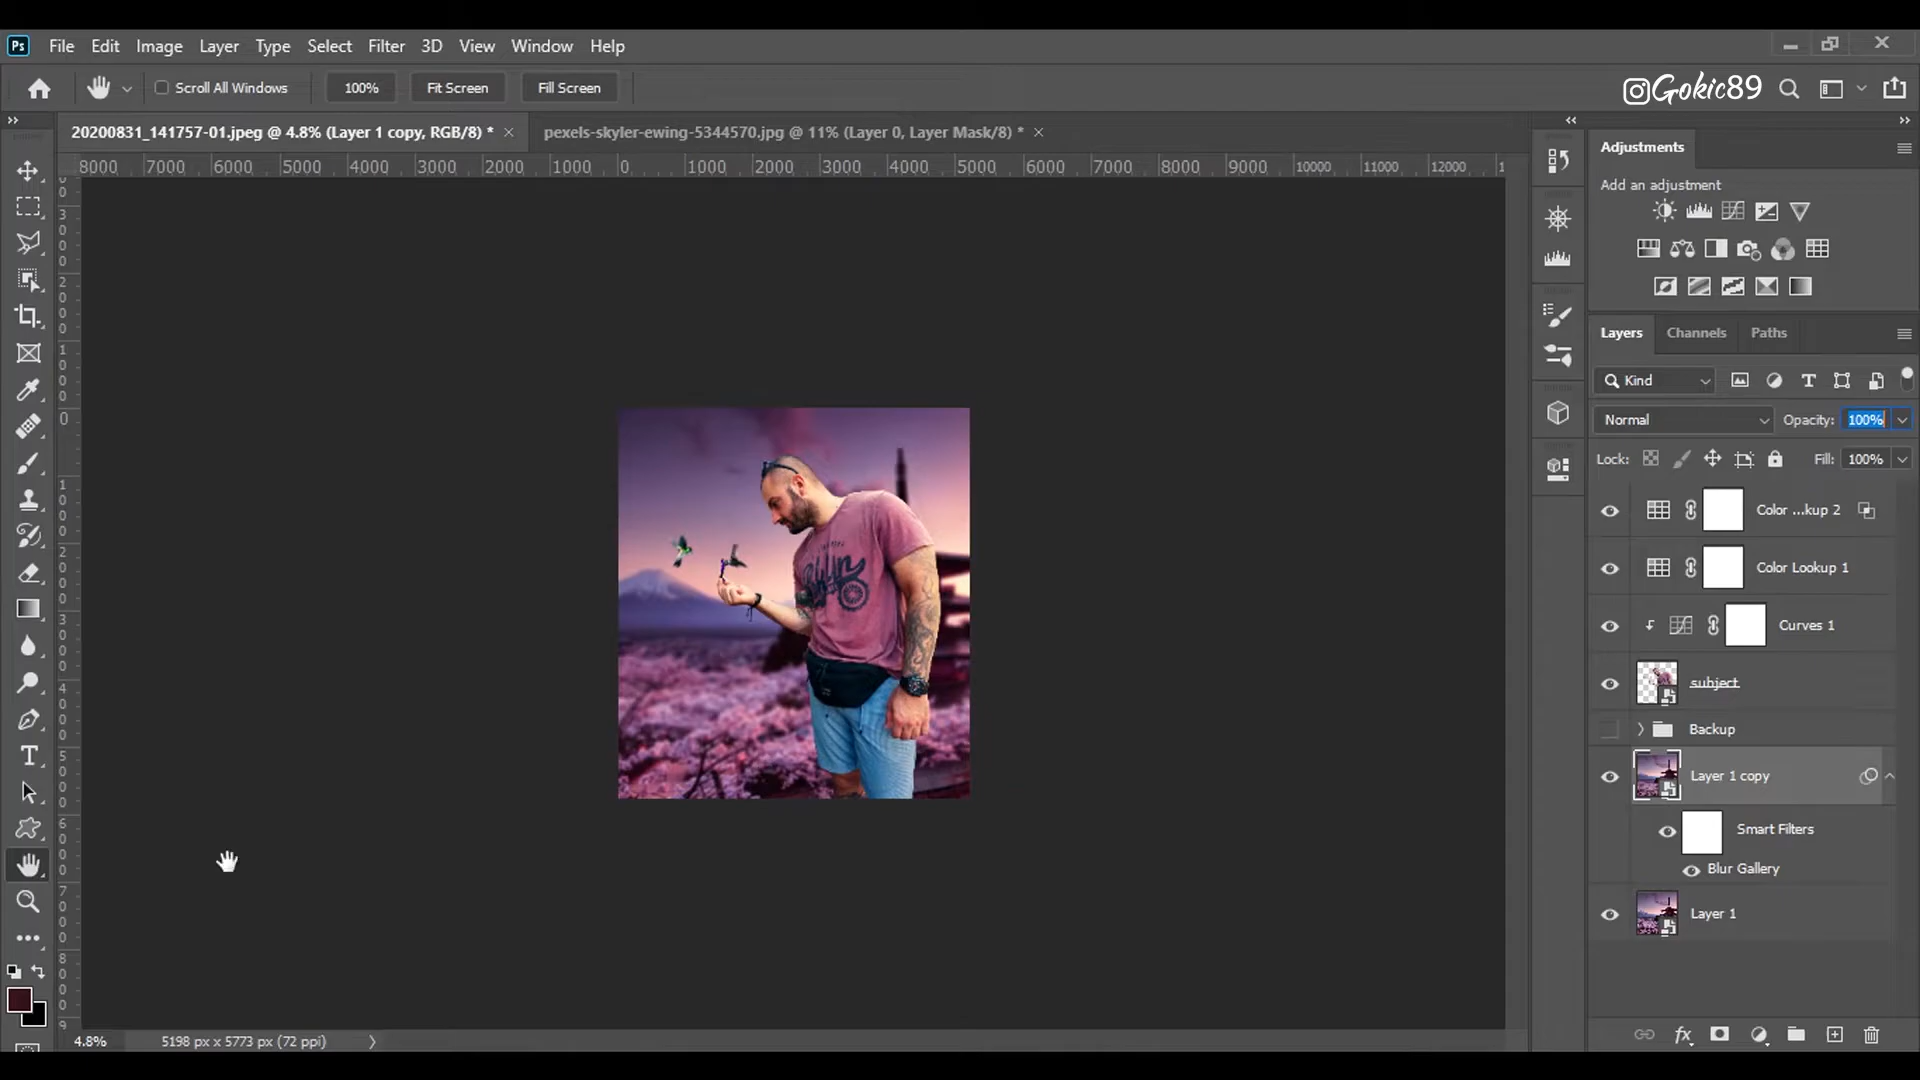 Ps File Edit Image Layer Type Select Filter 3D View Window Help
Scroll All Windows 100% Fit Screen Fill Screen Gokic89
20200831_141757-01.jpeg @ 4.8% (Layer 1 copy, RGB/8) * × pexels-skyler-ewing-5344570.jpg @ 11% (Layer 0, Layer Mask/8) * ×
8000 7000 6000 5000 4000 3000 2000 1000 0 1000 2000 3000 4000 5000 6000 7000 8000 9000 10000 11000 12000
Adjustments
Add an adjustment
Layers Channels Paths
Kind
Normal Opacity: 100%
Lock: Fill: 100%
Color ...kup 2
Color Lookup 1
Curves 1
subject
Backup
Layer 1 copy
Smart Filters
Blur Gallery
Layer 1
4.8% 5198 px x 5773 px (72 ppi)